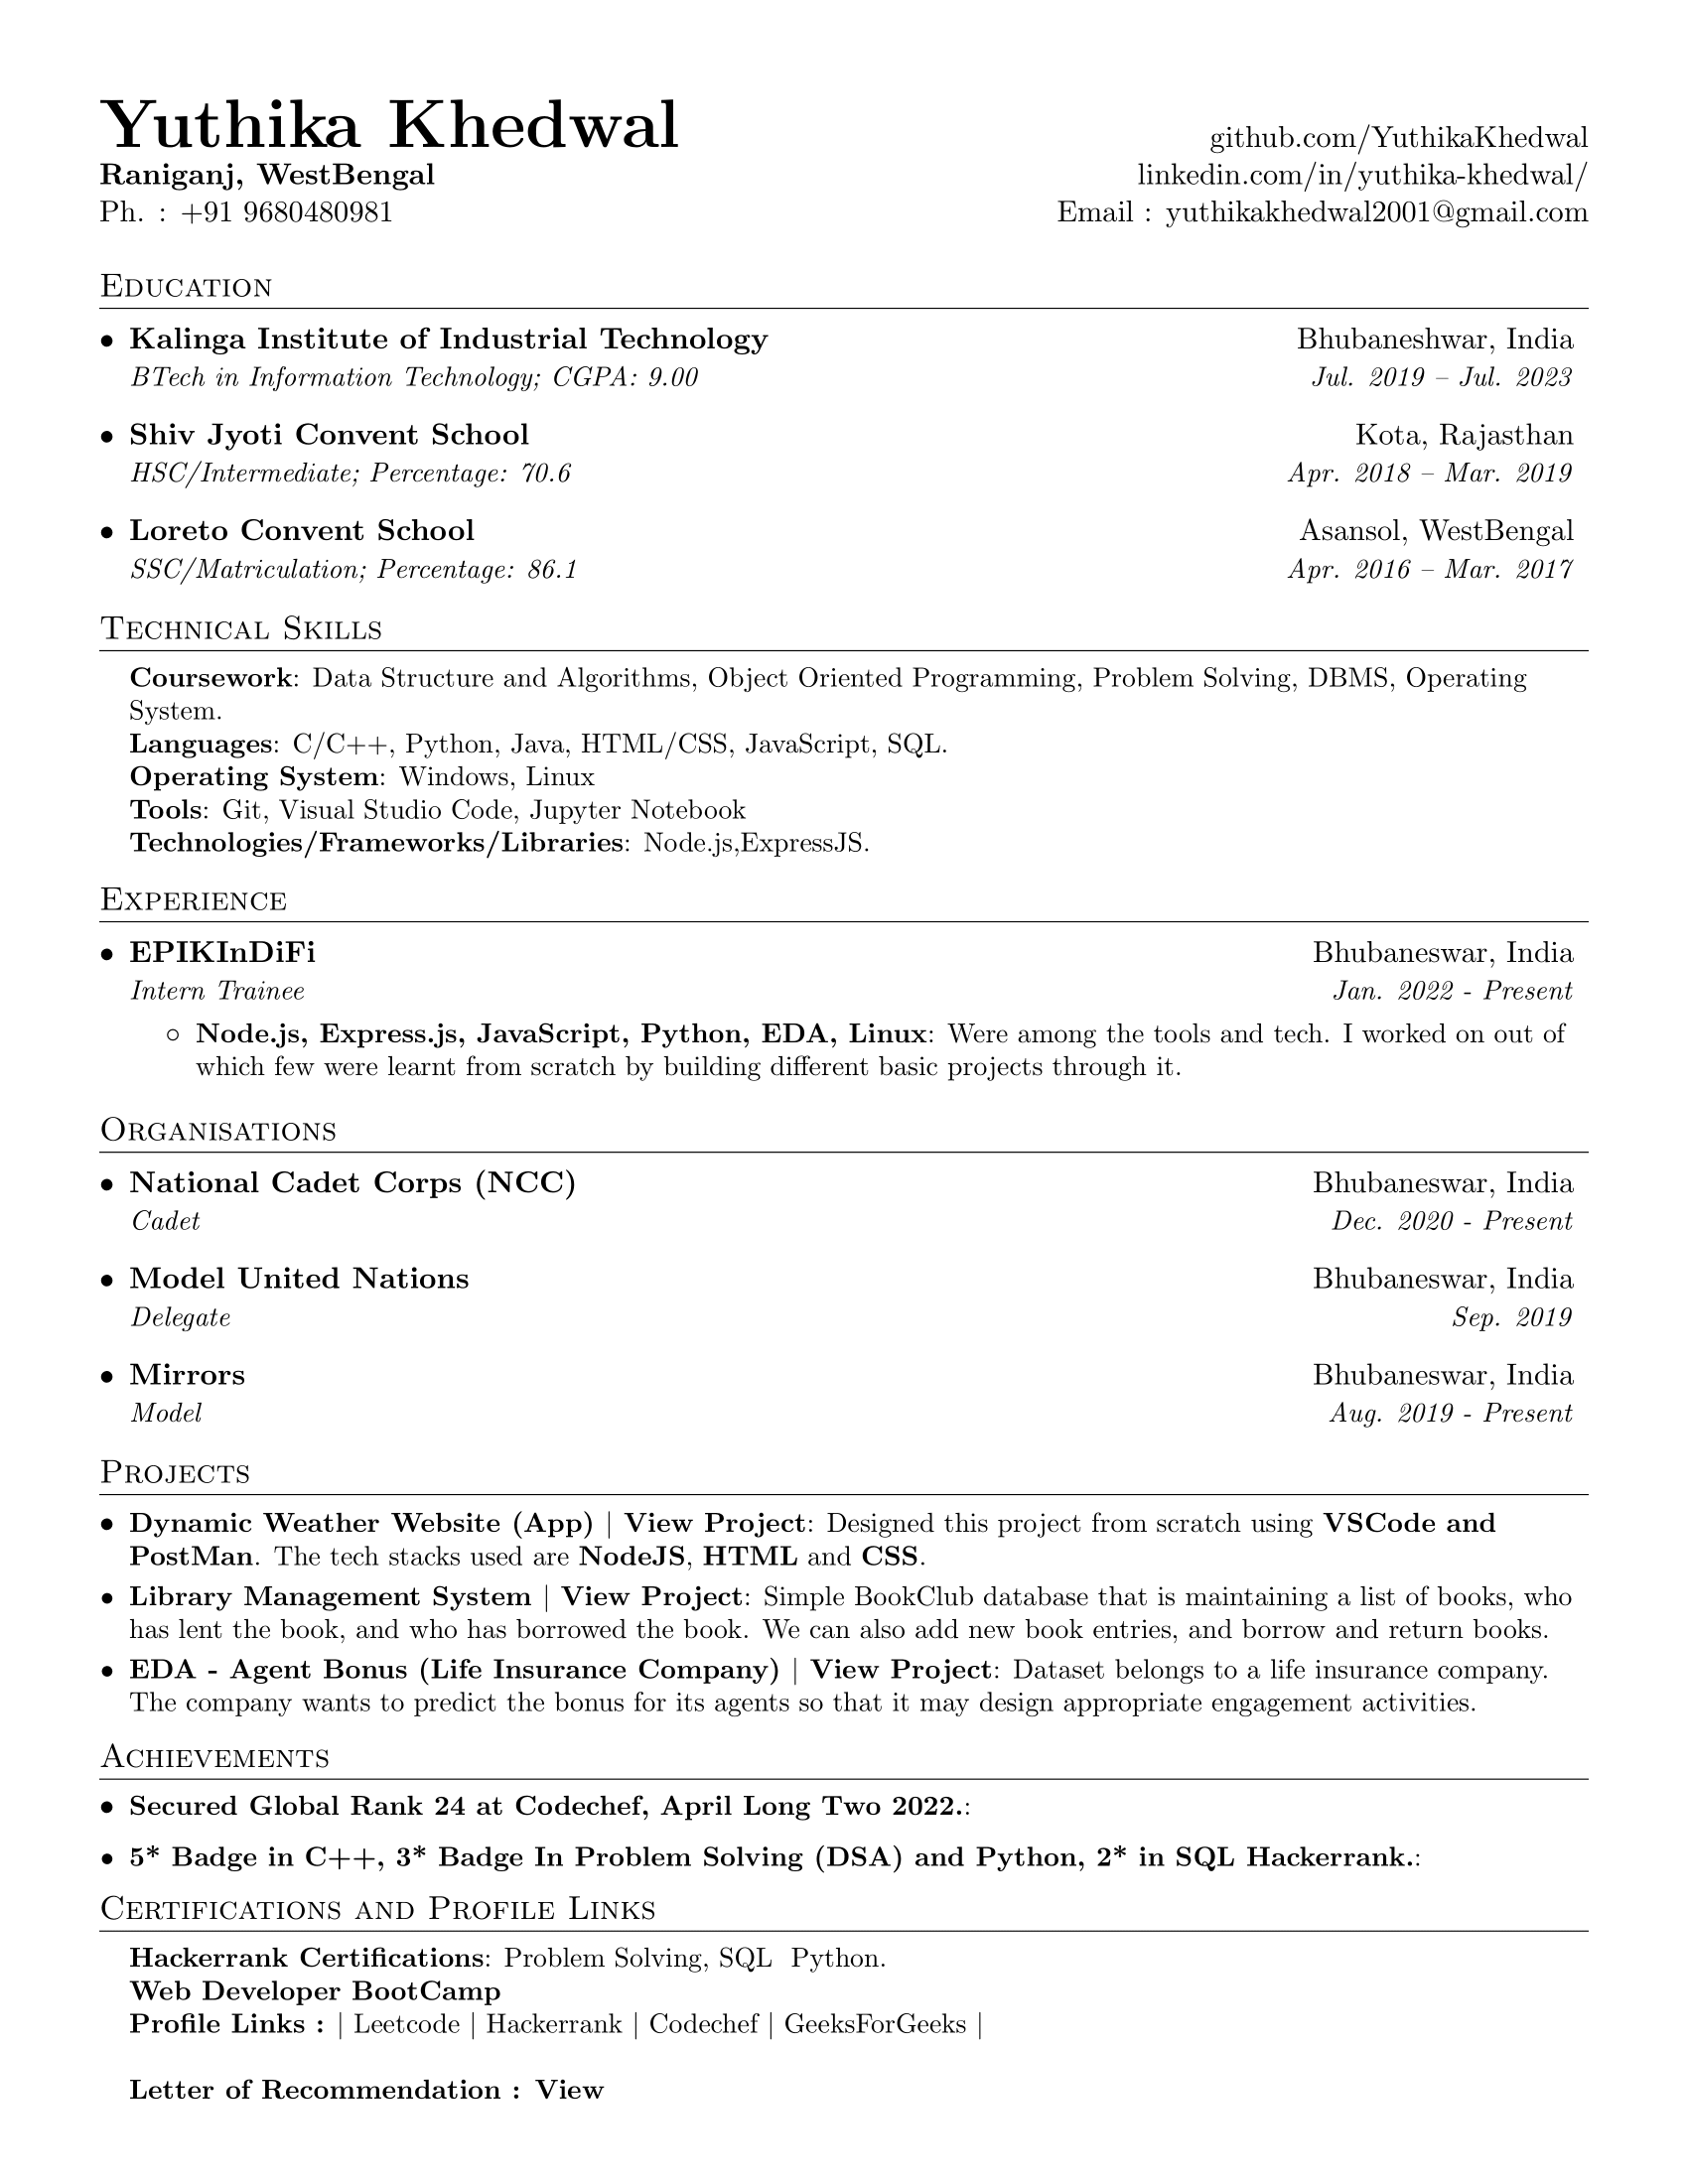 Yuthika Khedwal
github.com/YuthikaKhedwal
Raniganj, WestBengal
linkedin.com/in/yuthika-khedwal/
Ph. : +91 9680480981
Email : yuthikakhedwal2001@gmail.com
Education
• Kalinga Institute of Industrial Technology Bhubaneshwar, India
BTech in Information Technology; CGPA: 9.00 Jul. 2019 – Jul. 2023
• Shiv Jyoti Convent School Kota, Rajasthan
HSC/Intermediate; Percentage: 70.6 Apr. 2018 – Mar. 2019
• Loreto Convent School Asansol, WestBengal
SSC/Matriculation; Percentage: 86.1 Apr. 2016 – Mar. 2017
Technical Skills
Coursework: Data Structure and Algorithms, Object Oriented Programming, Problem Solving, DBMS, Operating
System.
Languages: C/C++, Python, Java, HTML/CSS, JavaScript, SQL.
Operating System: Windows, Linux
Tools: Git, Visual Studio Code, Jupyter Notebook
Technologies/Frameworks/Libraries: Node.js,ExpressJS.
Experience
• EPIKInDiFi Bhubaneswar, India
Intern Trainee Jan. 2022 - Present
◦ Node.js, Express.js, JavaScript, Python, EDA, Linux: Were among the tools and tech. I worked on out of
which few were learnt from scratch by building different basic projects through it.
Organisations
• National Cadet Corps (NCC) Bhubaneswar, India
Cadet Dec. 2020 - Present
• Model United Nations Bhubaneswar, India
Delegate Sep. 2019
• Mirrors Bhubaneswar, India
Model Aug. 2019 - Present
Projects
• Dynamic Weather Website (App) | View Project: Designed this project from scratch using VSCode and
PostMan. The tech stacks used are NodeJS, HTML and CSS.
• Library Management System | View Project: Simple BookClub database that is maintaining a list of books, who
has lent the book, and who has borrowed the book. We can also add new book entries, and borrow and return books.
• EDA - Agent Bonus (Life Insurance Company) | View Project: Dataset belongs to a life insurance company.
The company wants to predict the bonus for its agents so that it may design appropriate engagement activities.
Achievements
• Secured Global Rank 24 at Codechef, April Long Two 2022.:
• 5* Badge in C++, 3* Badge In Problem Solving (DSA) and Python, 2* in SQL Hackerrank.:
Certifications and Profile Links
Hackerrank Certifications: Problem Solving, SQL Python.
Web Developer BootCamp
Profile Links : | Leetcode | Hackerrank | Codechef | GeeksForGeeks |
Letter of Recommendation : View